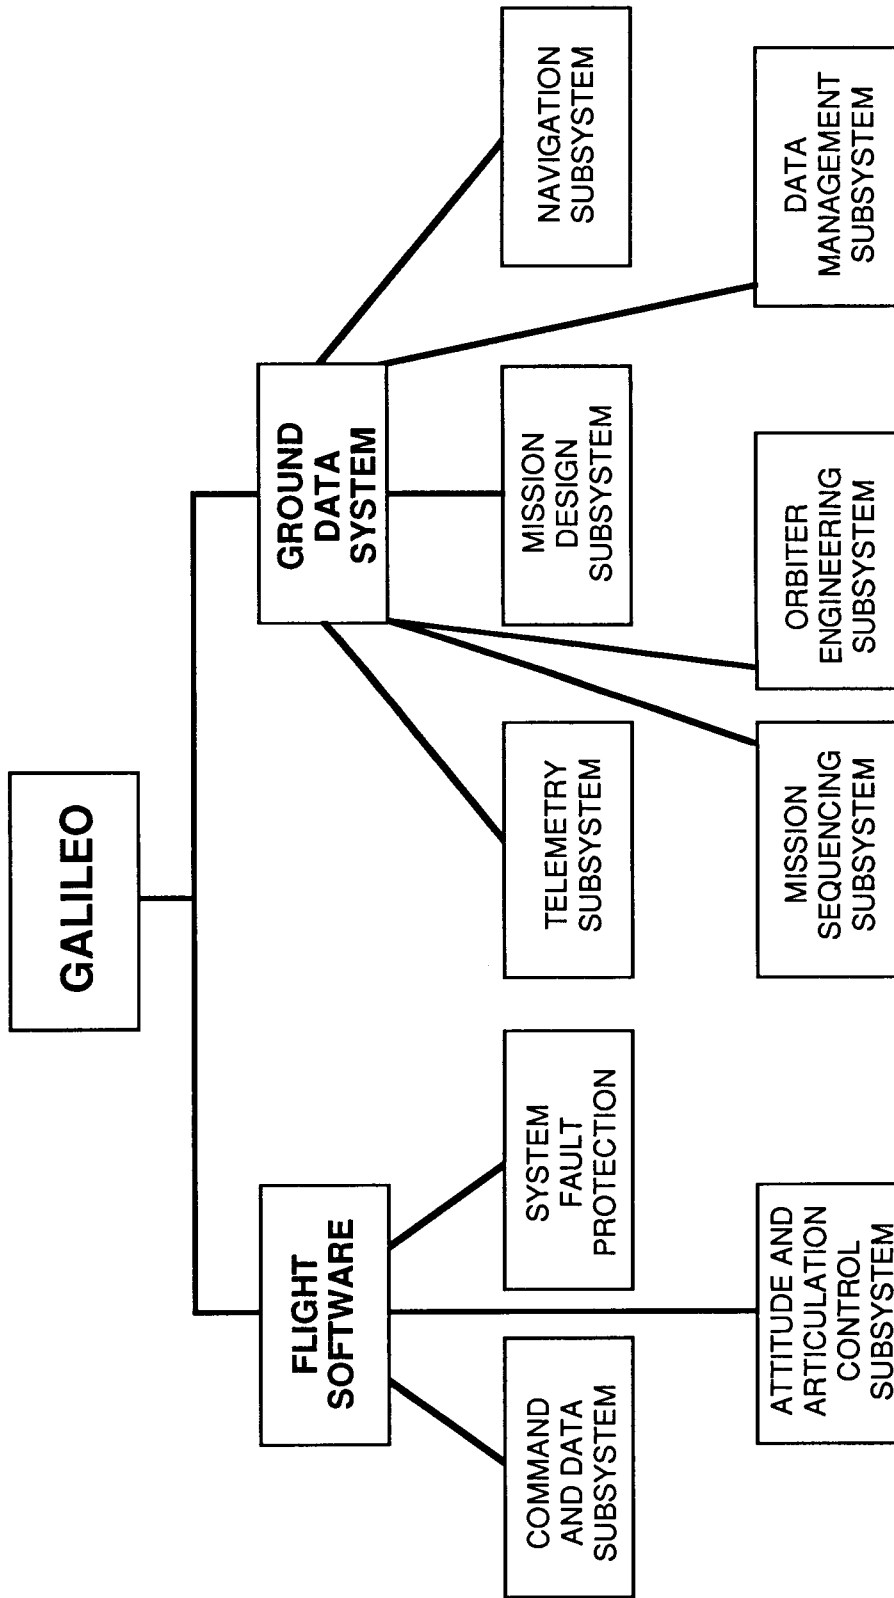 GALILEO
FLIGHT
SOFTWARE
GROUND
DATA
SYSTEM
COMMAND
AND DATA
SUBSYSTEM
SYSTEM
FAULT
PROTECTION
TELEMETRY
SUBSYSTEM
MISSION
DESIGN
SUBSYSTEM
NAVIGATION
SUBSYSTEM
ATTITUDE AND
ARTICULATION
CONTROL
SUBSYSTEM
MISSION
SEQUENCING
SUBSYSTEM
ORBITER
ENGINEERING
SUBSYSTEM
DATA
MANAGEMENT
SUBSYSTEM